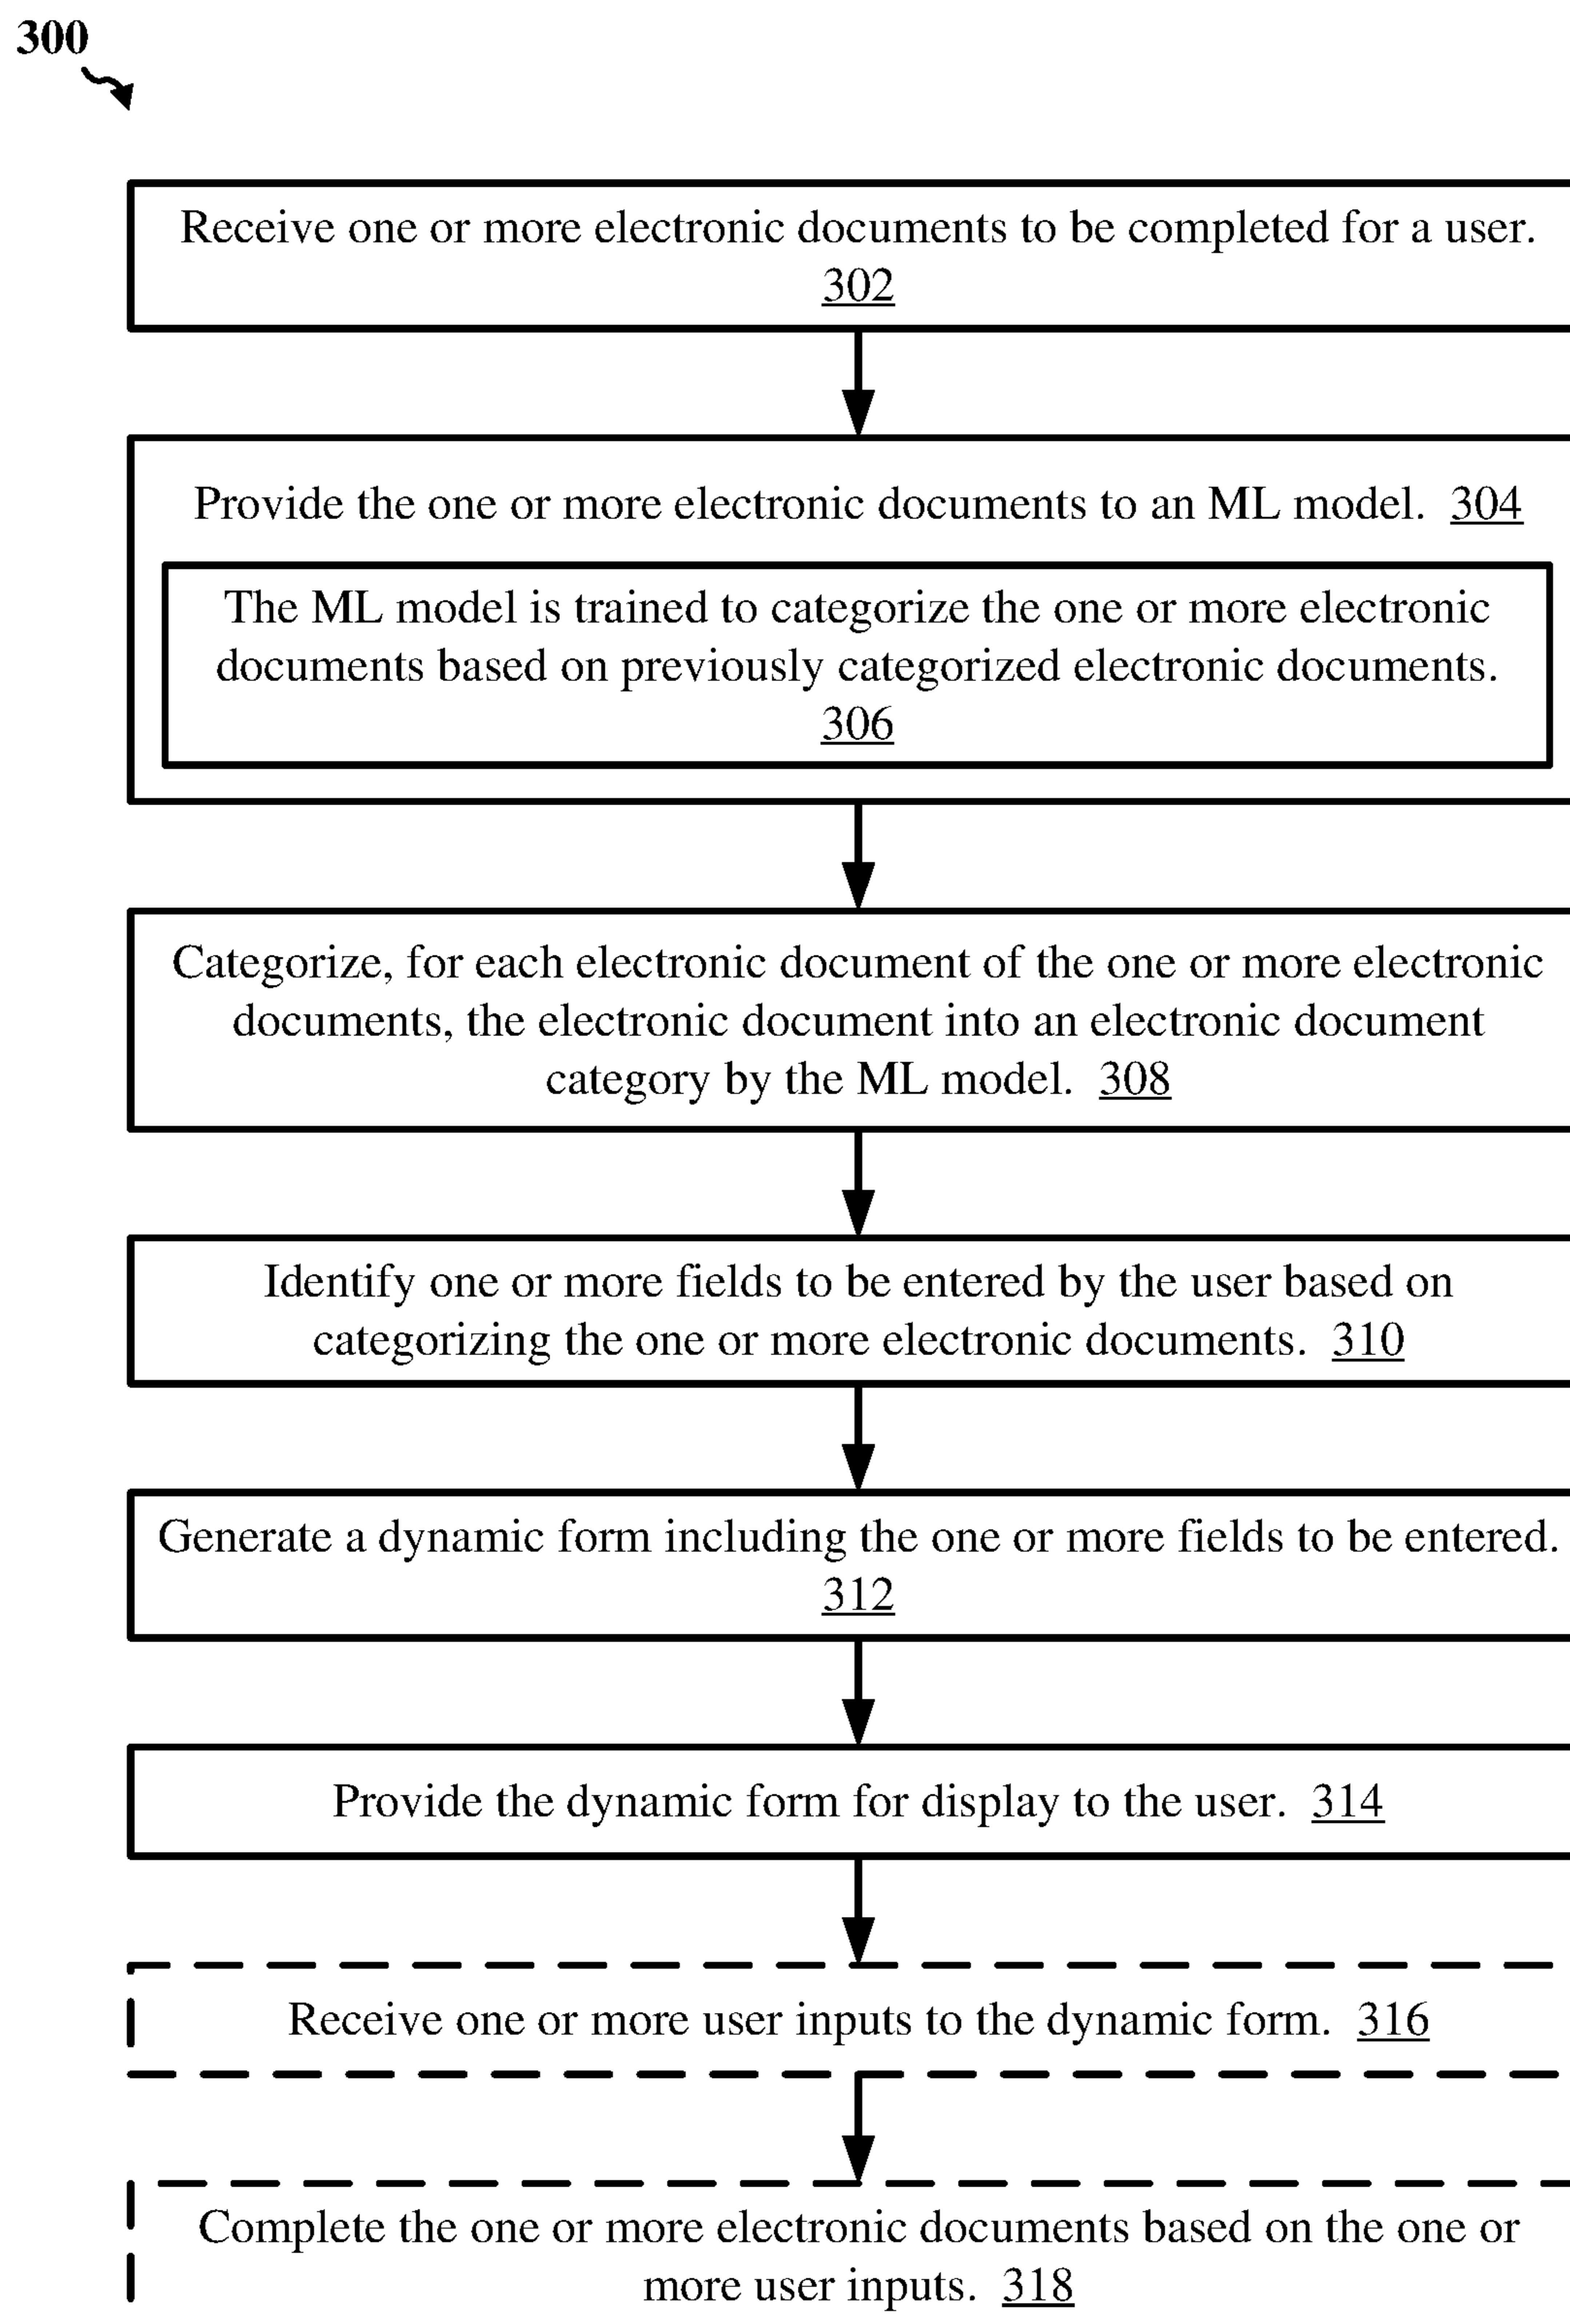 300
Receive one or more electronic documents to be completed for a user.
302
Provide the one or more electronic documents to an ML model. 304
The ML model is trained to categorize the one or more electronic
documents based on previously categorized electronic documents.
306
Categorize, for each electronic document of the one or more electronic
documents, the electronic document into an electronic document
category by the ML model. 308
Identify one or more fields to be entered by the user based on
categorizing the one or more electronic documents. 310
Generate a dynamic form including the one or more fields to be entered.
312
Provide the dynamic form for display to the user. 314
Receive one or more user inputs to the dynamic form. 316
Complete the one or more electronic documents based on the one or
more user inputs. 318